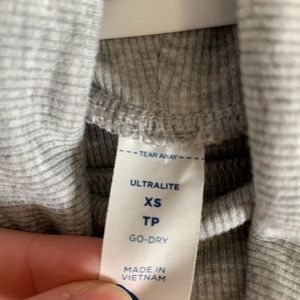 TEAR AWAY
ULTRALITE
XS
TP
GO-DRY
MADE IN
VIETNAM